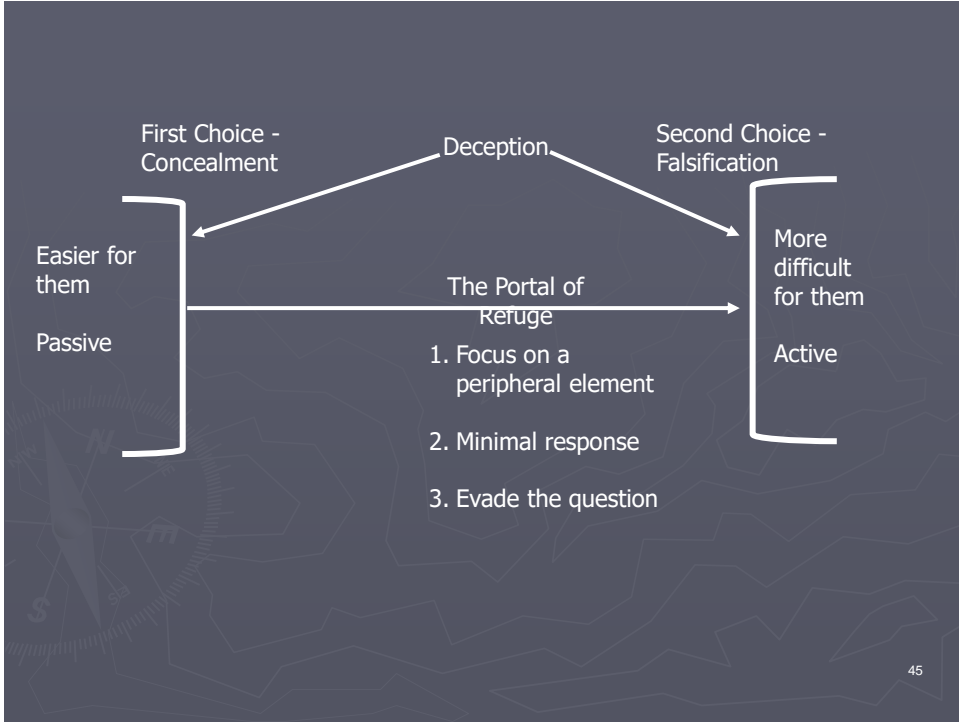 First Choice -
Concealment
Deception
Second Choice -
Falsification
Easier for
them
Passive
The Portal of
Refuge
1. Focus on a
peripheral element
2. Minimal response
3. Evade the question
More
difficult
for them
Active
N
E
S
45